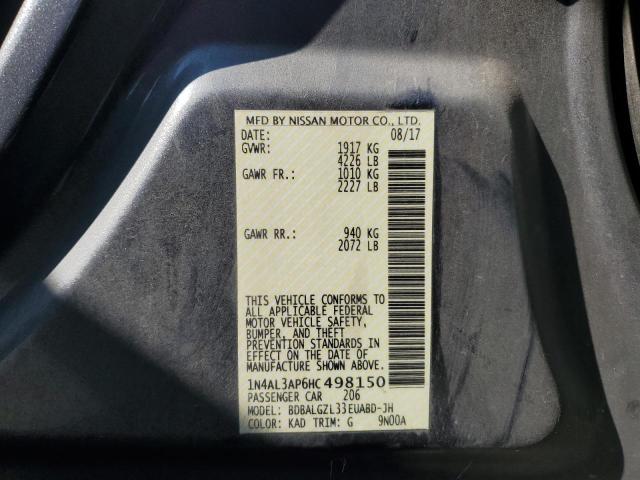 MFD BY NISSAN MOTOR CO., LTD.
DATE: 08/17
GVWR: 1917 KG
4226 LB
GAWR FR.: 1010 KG
2227 LB
GAWR RR.: 940 KG
2072 LB
THIS VEHICLE CONFORMS TO
ALL APPLICABLE FEDERAL
MOTOR VEHICLE SAFETY,
BUMPER, AND THEFT
PREVENTION STANDARDS IN
EFFECT ON THE DATE OF
MANUFACTURE SHOWN ABOVE.
1N4AL3AP6HC498150
PASSENGER CAR 206
MODEL: BDBALGZL33EUABD-JH
COLOR: KAD TRIM: G 9N00A